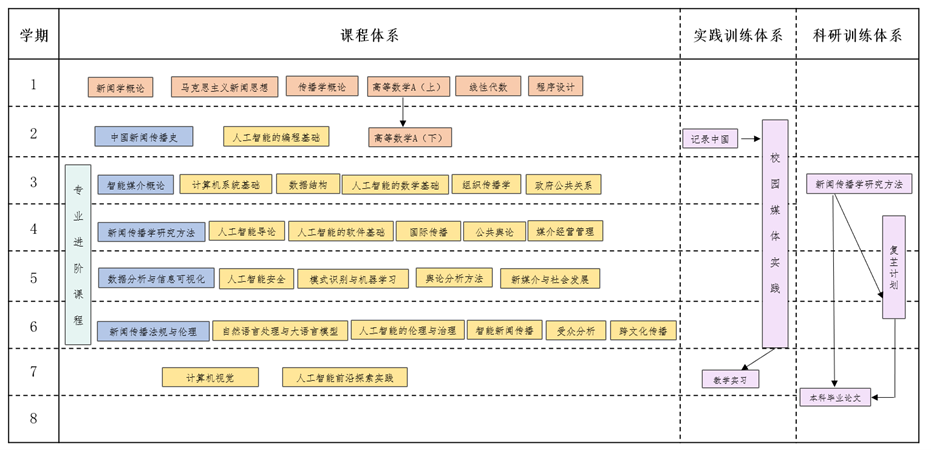 学期 课程体系 实践训练体系 科研训练体系
1 新闻学概论 马克思主义新闻思想 传播学概论 高等数学A（上） 线性代数 程序设计
2 中国新闻传播史 人工智能的编程基础 高等数学A（下） 记录中国
校园媒体实践
专业进阶课程
3 智能媒介概论 计算机系统基础 数据结构 人工智能的数学基础 组织传播学 政府公共关系 新闻传播学研究方法
4 新闻传播学研究方法 人工智能导论 人工智能的软件基础 国际传播 公共舆论 媒介经营管理
曦源计划
5 数据分析与信息可视化 人工智能安全 模式识别与机器学习 舆论分析方法 新媒介与社会发展
6 新闻传播法规与伦理 自然语言处理与大语言模型 人工智能的伦理与治理 智能新闻传播 受众分析 跨文化传播
7 计算机视觉 人工智能前沿探索实践 教学实习
本科毕业论文
8